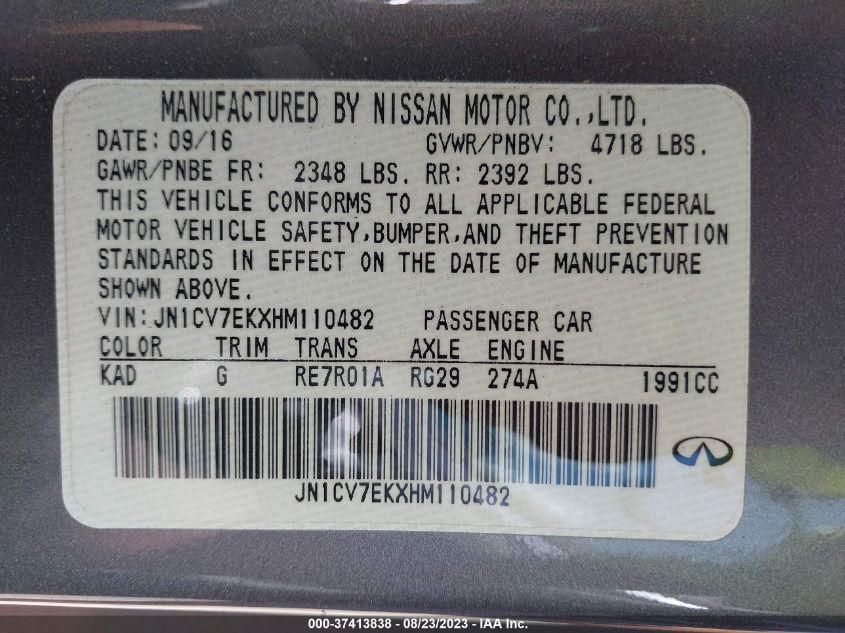 MANUFACTURED BY NISSAN MOTOR CO.,LTD.
DATE: 09/16 GVWR/PNBV: 4718 LBS.
GAWR/PNBE FR: 2348 LBS. RR: 2392 LBS.
THIS VEHICLE CONFORMS TO ALL APPLICABLE FEDERAL
MOTOR VEHICLE SAFETY,BUMPER,AND THEFT PREVENTION
STANDARDS IN EFFECT ON THE DATE OF MANUFACTURE
SHOWN ABOVE.
VIN:JN1CV7EKXHM110482 PASSENGER CAR
COLOR TRIM TRANS AXLE ENGINE
KAD G RE7R01A RG29 274A 1991CC
JN1CV7EKXHM110482
000-37413838 - 08/23/2023 - IAA Inc.